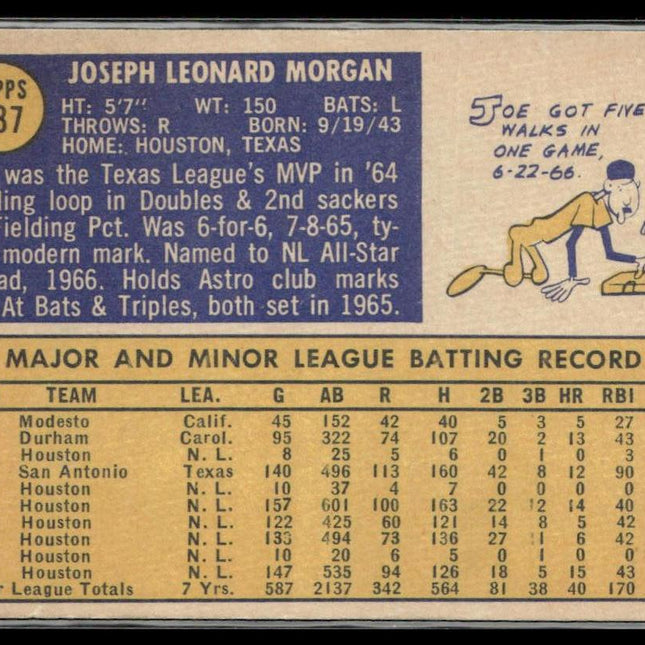 PPS
37
JOSEPH LEONARD MORGAN
HT: 5'7" WT: 150 BATS: L
THROWS: R BORN: 9/19/43
HOME: HOUSTON, TEXAS
was the Texas League's MVP in '64
ling loop in Doubles & 2nd sackers
ielding Pct. Was 6-for-6, 7-8-65, ty-
modern mark. Named to NL All-Star
ad, 1966. Holds Astro club marks
At Bats & Triples, both set in 1965.
JOE GOT FIVE
WALKS IN
ONE GAME,
6-22-66.
MAJOR AND MINOR LEAGUE BATTING RECORD
TEAM LEA. G AB R H 2B 3B HR RBI
Modesto Calif. 45 152 42 40 5 3 5 27
Durham Carol. 95 322 74 107 20 2 13 43
Houston N. L. 8 25 5 6 0 1 0 3
San Antonio Texas 140 496 113 160 42 8 12 90
Houston N. L. 10 37 4 7 0 0 0 0
Houston N. L. 157 601 100 163 22 12 14 40
Houston N. L. 122 425 60 121 14 8 5 42
Houston N. L. 133 494 73 136 27 11 6 42
Houston N. L. 10 20 6 5 0 1 0 0
Houston N. L. 147 535 94 126 18 5 15 43
r League Totals 7 Yrs. 587 2137 342 564 81 38 40 170